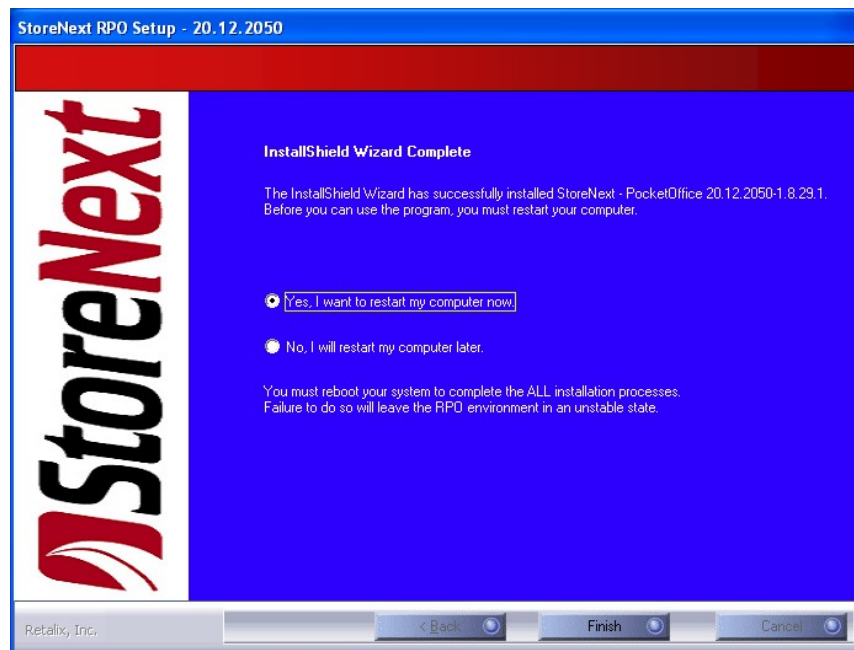 StoreNext RPO Setup - 20.12.2050
StoreNext
InstallShield Wizard Complete
The InstallShield Wizard has successfully installed StoreNext - PocketOffice 20.12.2050-1.8.29.1.
Before you can use the program, you must restart your computer.
Yes, I want to restart my computer now.
No, I will restart my computer later.
You must reboot your system to complete the ALL installation processes.
Failure to do so will leave the RPO environment in an unstable state.
Retalix, Inc.
< Back
Finish
Cancel